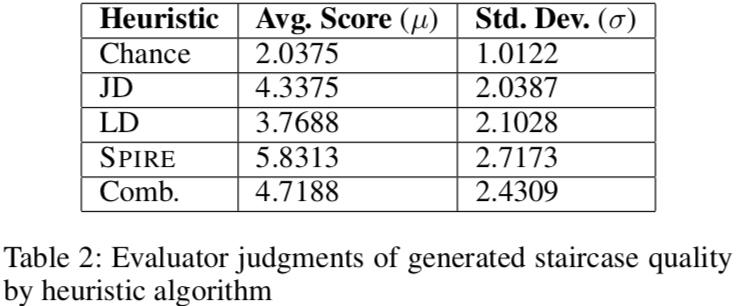 Heuristic Avg. Score (μ) Std. Dev. (σ)
Chance 2.0375 1.0122
JD 4.3375 2.0387
LD 3.7688 2.1028
SPIRE 5.8313 2.7173
Comb. 4.7188 2.4309
Table 2: Evaluator judgments of generated staircase quality
by heuristic algorithm